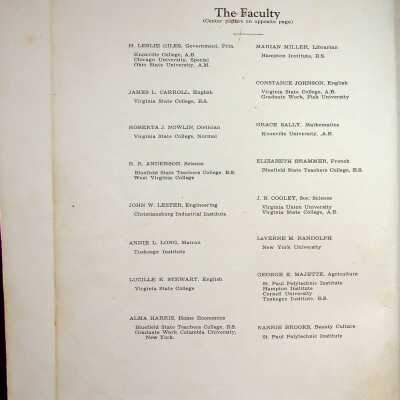 The Faculty
(Center picture on opposite page)
H. LESLIE GILES, Government, Prin.
Knoxville College, A.B.
Chicago University, Special
Ohio State University, A.M.
JAMES L. CARROLL, English
Virginia State College, B.S.
ROBERTA J. NOWLIN, Dietician
Virginia State College, Normal
R. R. ANDERSON, Science
Bluefield State Teachers College, B.S.
West Virginia College
JOHN W. LESTER, Engineering
Christiansburg Industrial Institute
ANNIE L. LONG, Matron
Tuskegee Institute
LUCILLE E. STEWART, English
Virginia State College
ALMA HARRIS, Home Economics
Bluefield State Teachers College, B.S.
Graduate Work Columbia University,
New York.
MARIAN MILLER, Librarian
Hampton Institute, B.S.
CONSTANCE JOHNSON, English
Virginia State College, A.B.
Graduate Work, Fisk University
GRACE SALLY, Mathematics
Knoxville University, A.B.
ELIZABETH BRAMMER, French
Bluefield State Teachers College, B.S.
J. B. COOLEY, Soc. Science
Virginia Union University
Virginia State College, A.B.
LaVERNE M. RANDOLPH
New York University
GEORGE E. MAJETTE, Agriculture
St. Paul Polytechnic Institute
Hampton Institute
Cornell University
Tuskegee Institute, B.S.
NANNIE BROOKS, Beauty Culture
St. Paul Polytechnic Institute